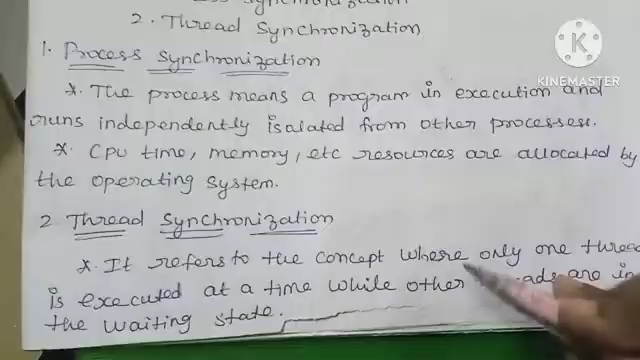 2. Thread Synchronization
1. Process Synchronization
*. The process means a program in execution and
runs independently isolated from other processes.
*. CPU time, memory, etc resources are allocated by
the operating system.
2. Thread Synchronization
*. It refers to the concept where only one thread
is executed at a time while other are in
the waiting state.
K
KINEMASTER